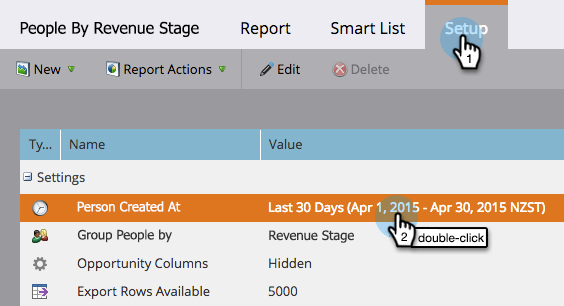 People By Revenue Stage Report Smart List Setup
1
New Report Actions Edit Delete
Ty... Name Value
Settings
Person Created At Last 30 Days (Apr 1, 2015 - Apr 30, 2015 NZST)
2 double-click
Group People by Revenue Stage
Opportunity Columns Hidden
Export Rows Available 5000